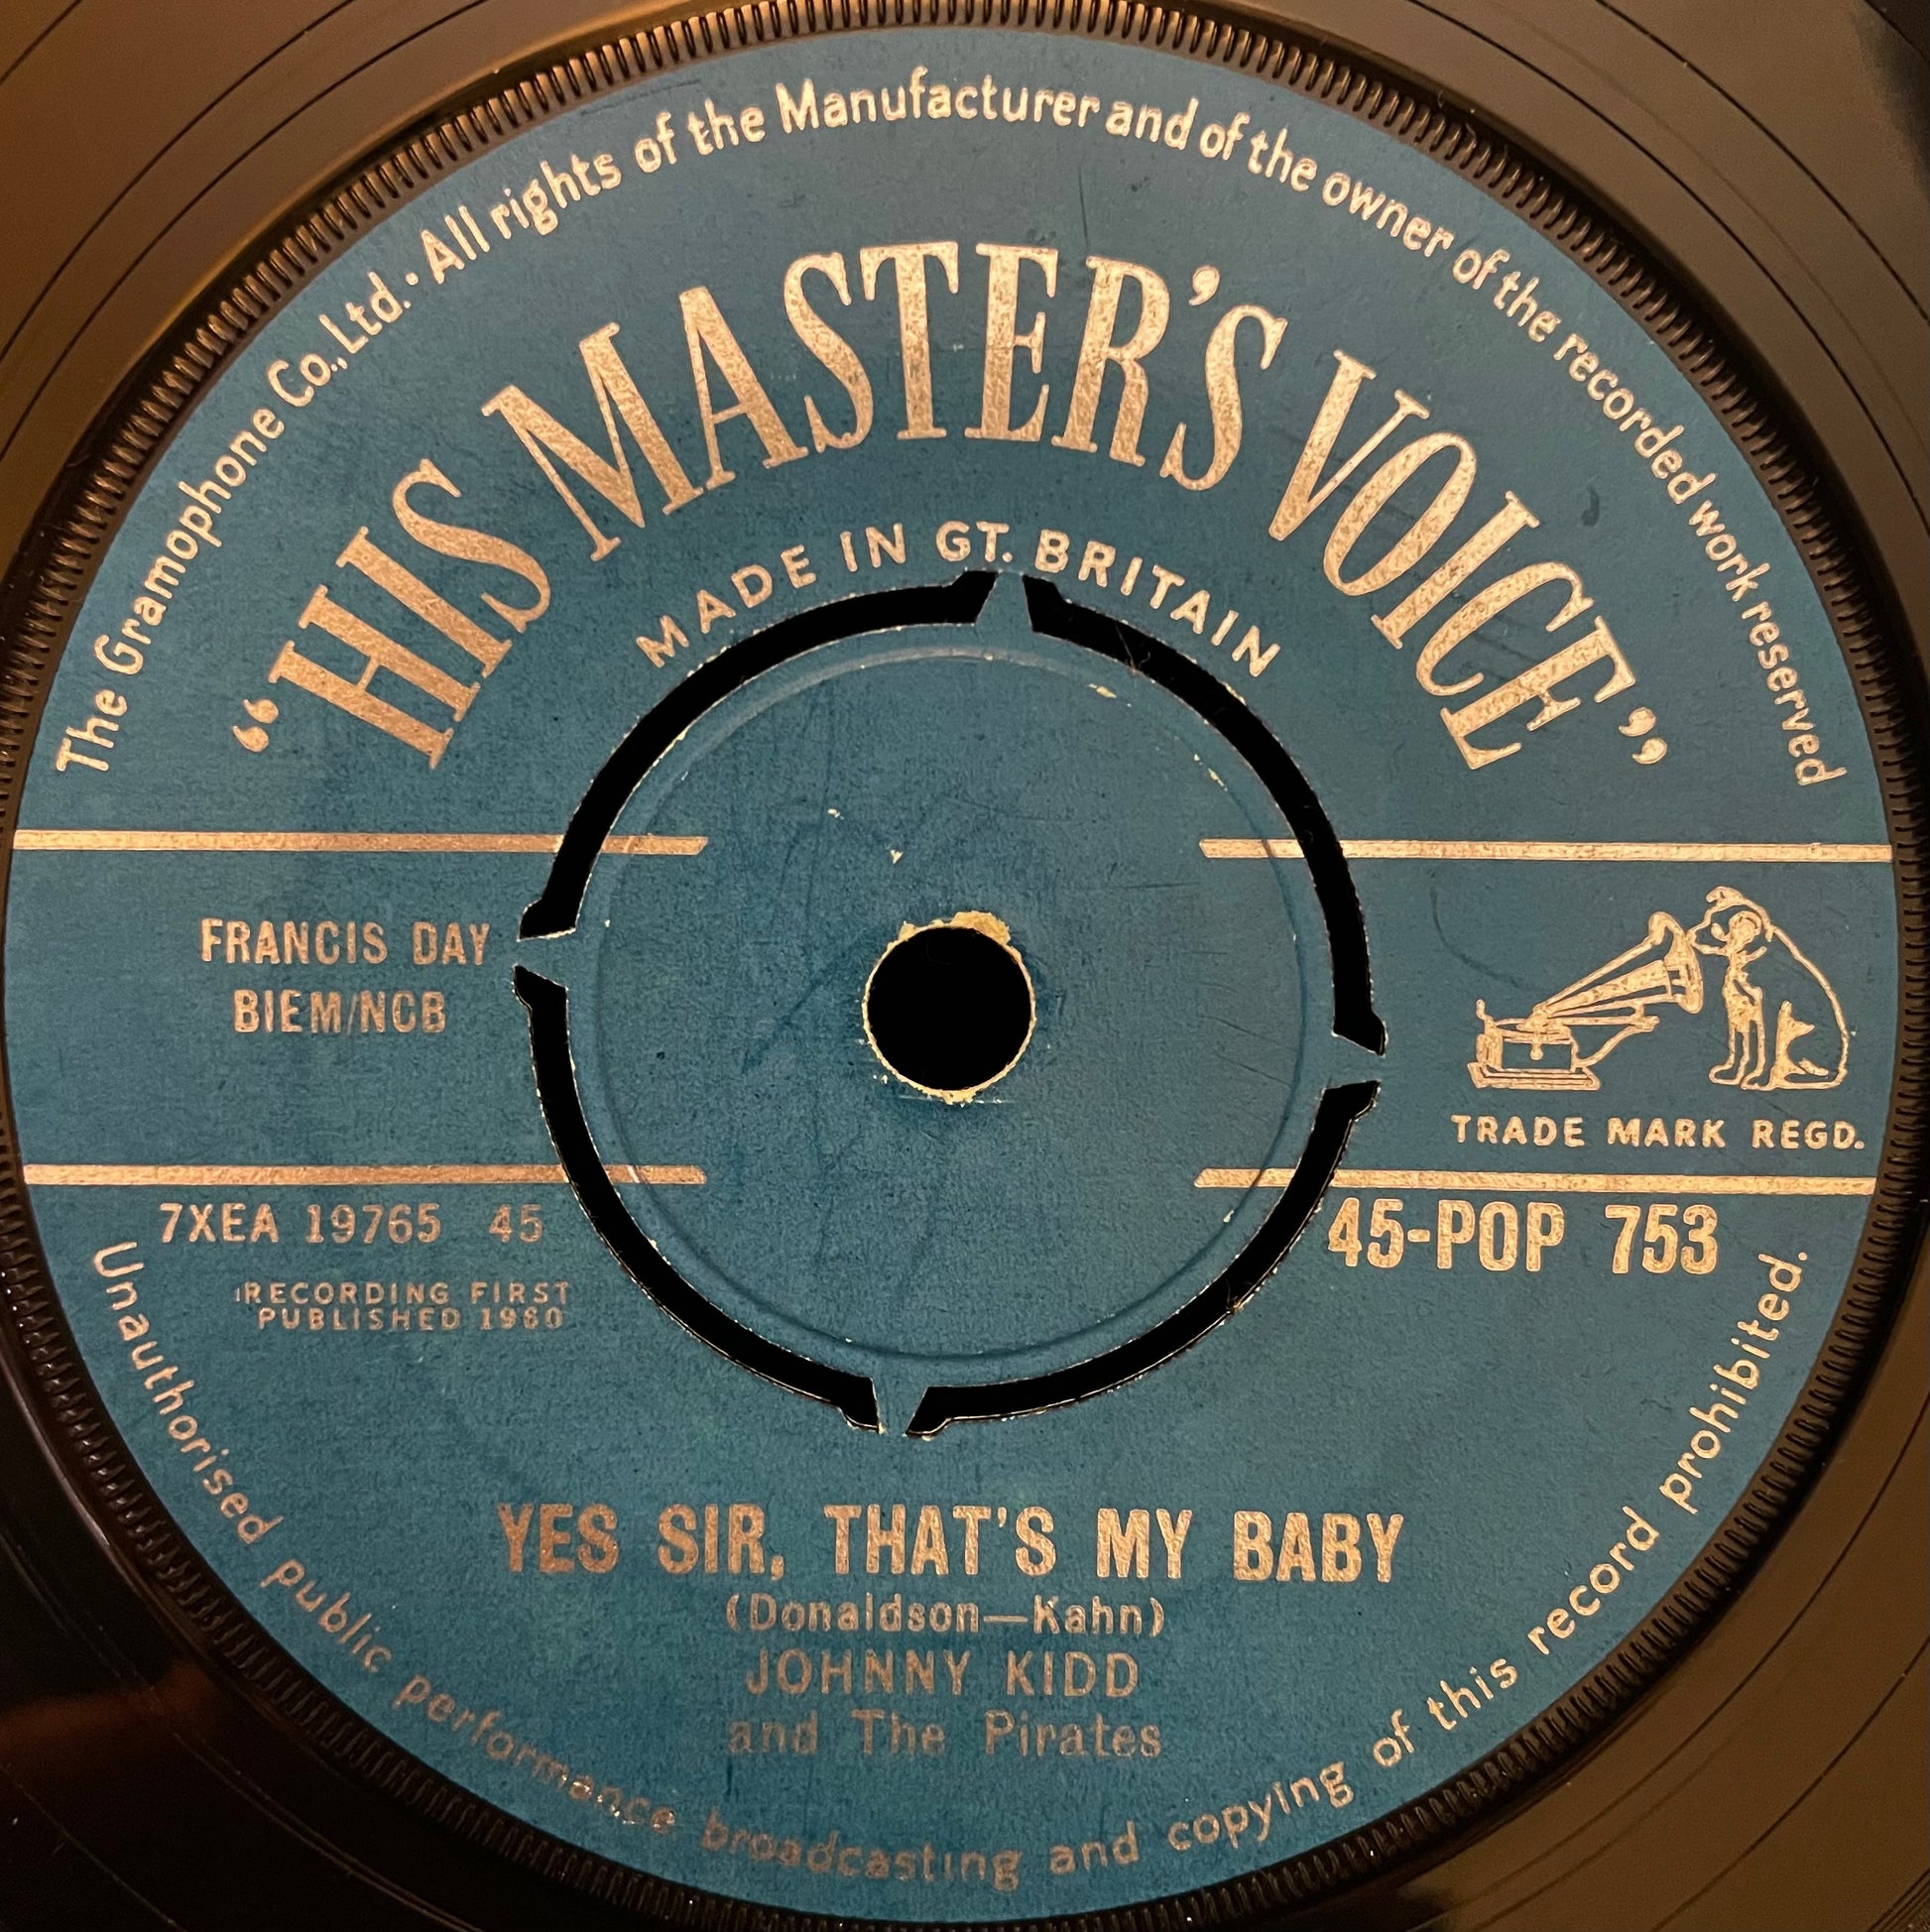 The Gramophone Co., Ltd. · All rights of the Manufacturer and of the owner of the recorded work reserved
“HIS MASTER'S VOICE”
MADE IN GT. BRITAIN
FRANCIS DAY
BIEM/NCB
TRADE MARK REGD.
7XEA 19765 45
45-POP 753
RECORDING FIRST
PUBLISHED 1960
YES SIR, THAT'S MY BABY
(Donaldson—Kahn)
JOHNNY KIDD
and The Pirates
Unauthorised public performance broadcasting and copying of this record prohibited.